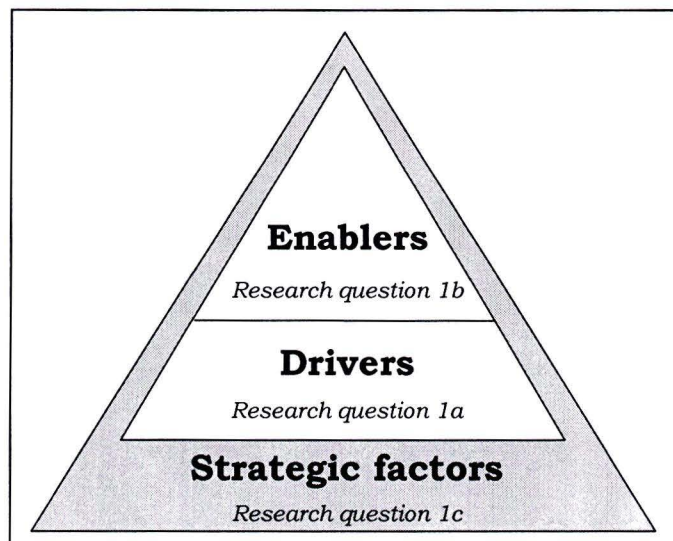 Enablers
Research question 1b
Drivers
Research question 1a
Strategic factors
Research question 1c